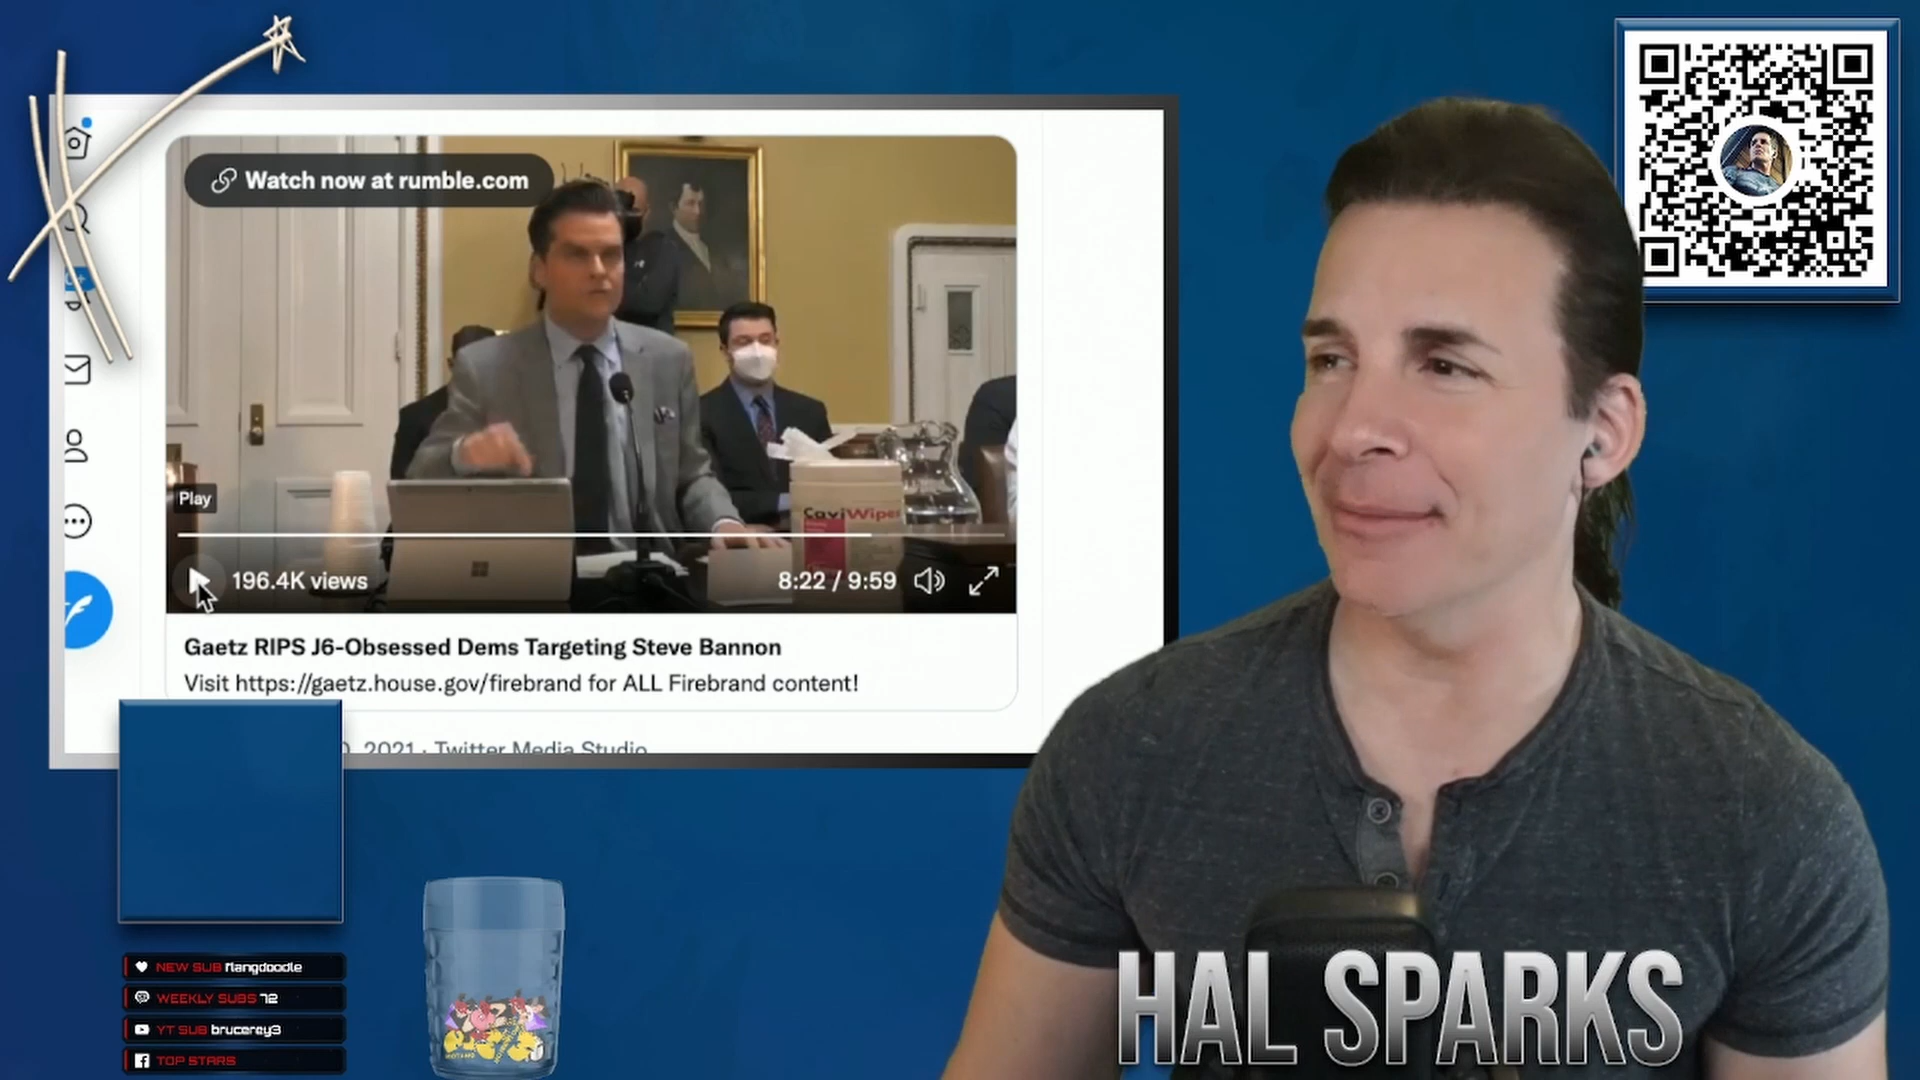 Watch now at rumble.com
Play
CaviWipes
196.4K views
8:22 / 9:59
Gaetz RIPS J6-Obsessed Dems Targeting Steve Bannon
Visit https://gaetz.house.gov/firebrand for ALL Firebrand content!
, 2021 · Twitter Media Studio
NEW SUB rlangdoodle
WEEKLY SUBS 72
YT SUB brucerey3
TOP STARS
HAL SPARKS